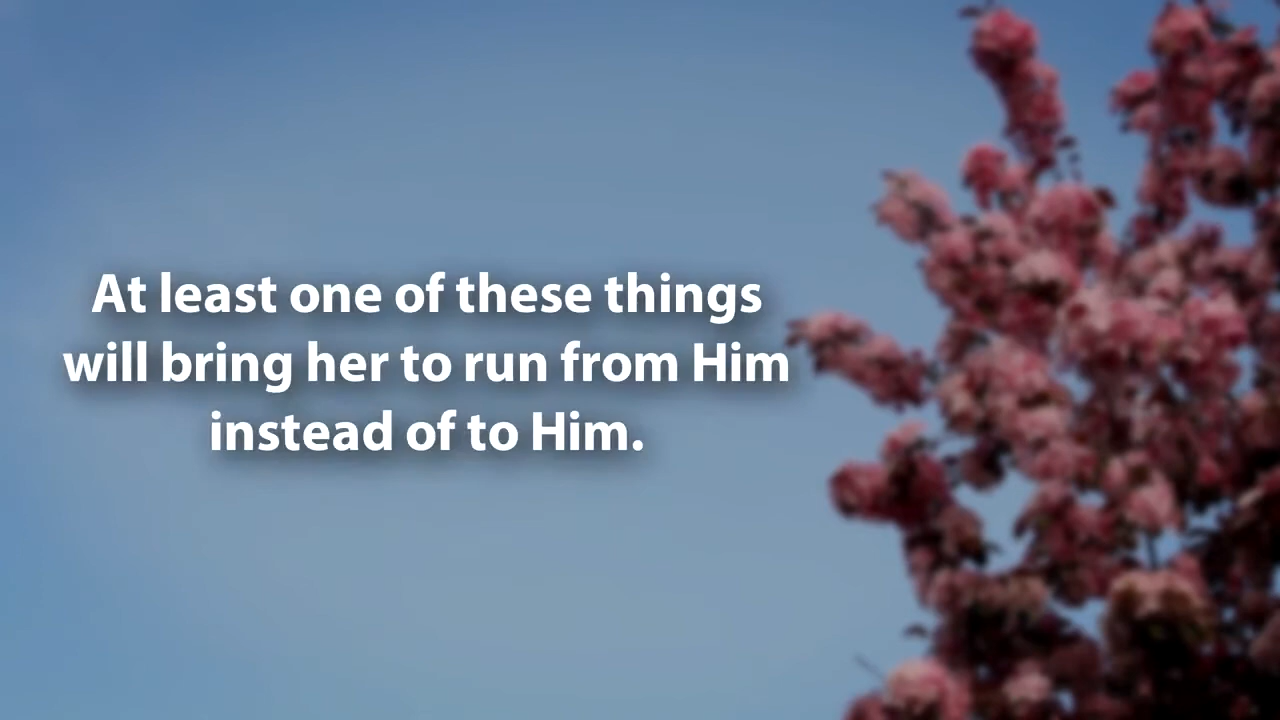 At least one of these things
will bring her to run from Him
instead of to Him.